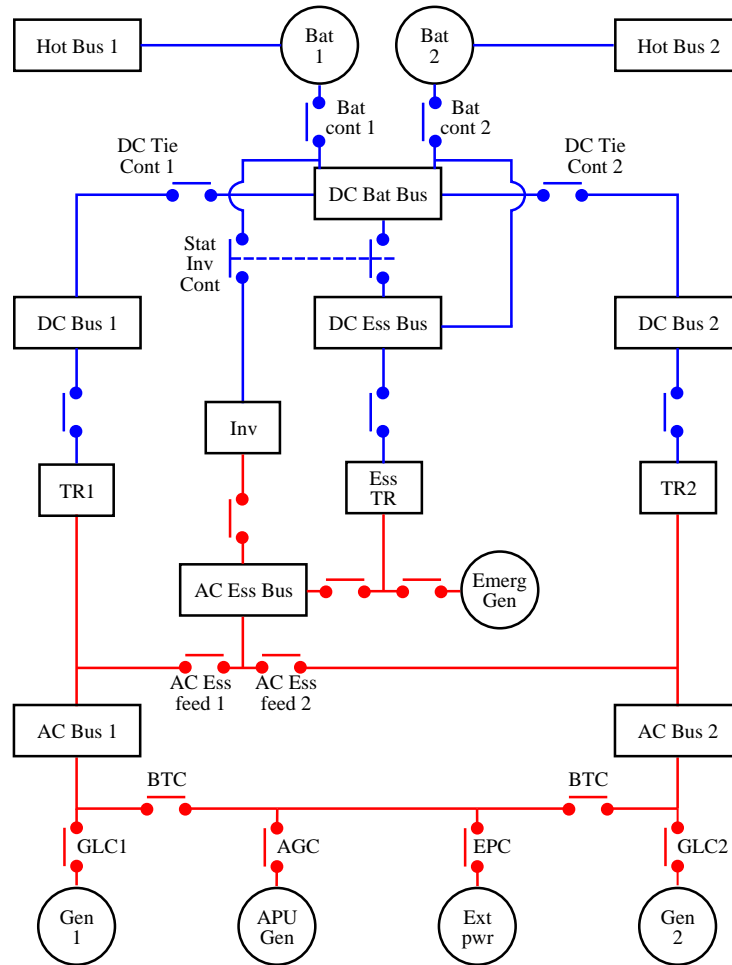 Hot Bus 1
Bat
1
Bat
2
Hot Bus 2
Bat
cont 1
Bat
cont 2
DC Tie
Cont 1
DC Tie
Cont 2
DC Bat Bus
Stat
Inv
Cont
DC Bus 1
DC Ess Bus
DC Bus 2
Inv
TR1
Ess
TR
TR2
AC Ess Bus
Emerg
Gen
AC Ess
feed 1
AC Ess
feed 2
AC Bus 1
AC Bus 2
BTC
BTC
GLC1
AGC
EPC
GLC2
Gen
1
APU
Gen
Ext
pwr
Gen
2